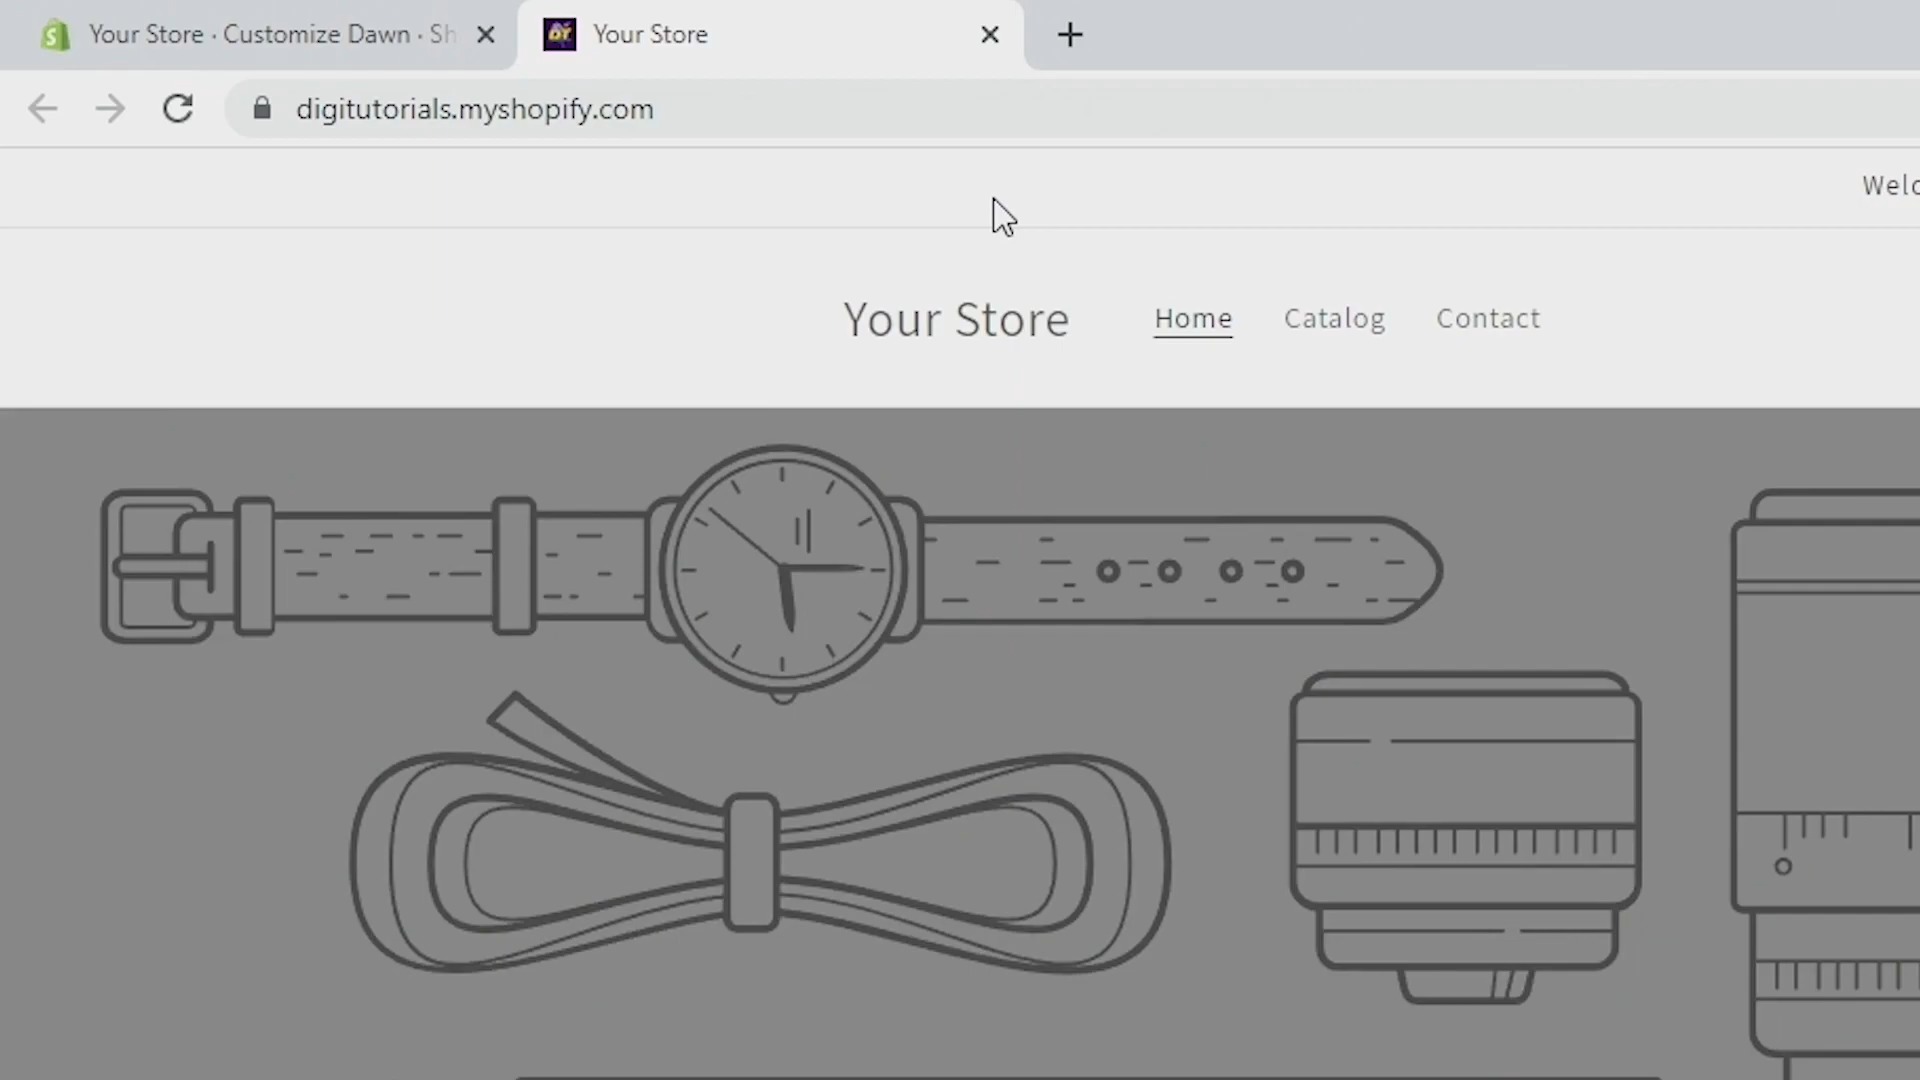 Your Store · Customize Dawn · Sh
Your Store
digitutorials.myshopify.com
Welc
Your Store
Home
Catalog
Contact